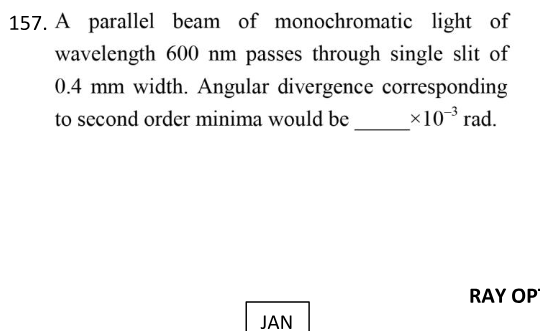 157. A parallel beam of monochromatic light of
wavelength 600 nm passes through single slit of
0.4 mm width. Angular divergence corresponding
to second order minima would be _____×10⁻³ rad.
RAY OPT
JAN